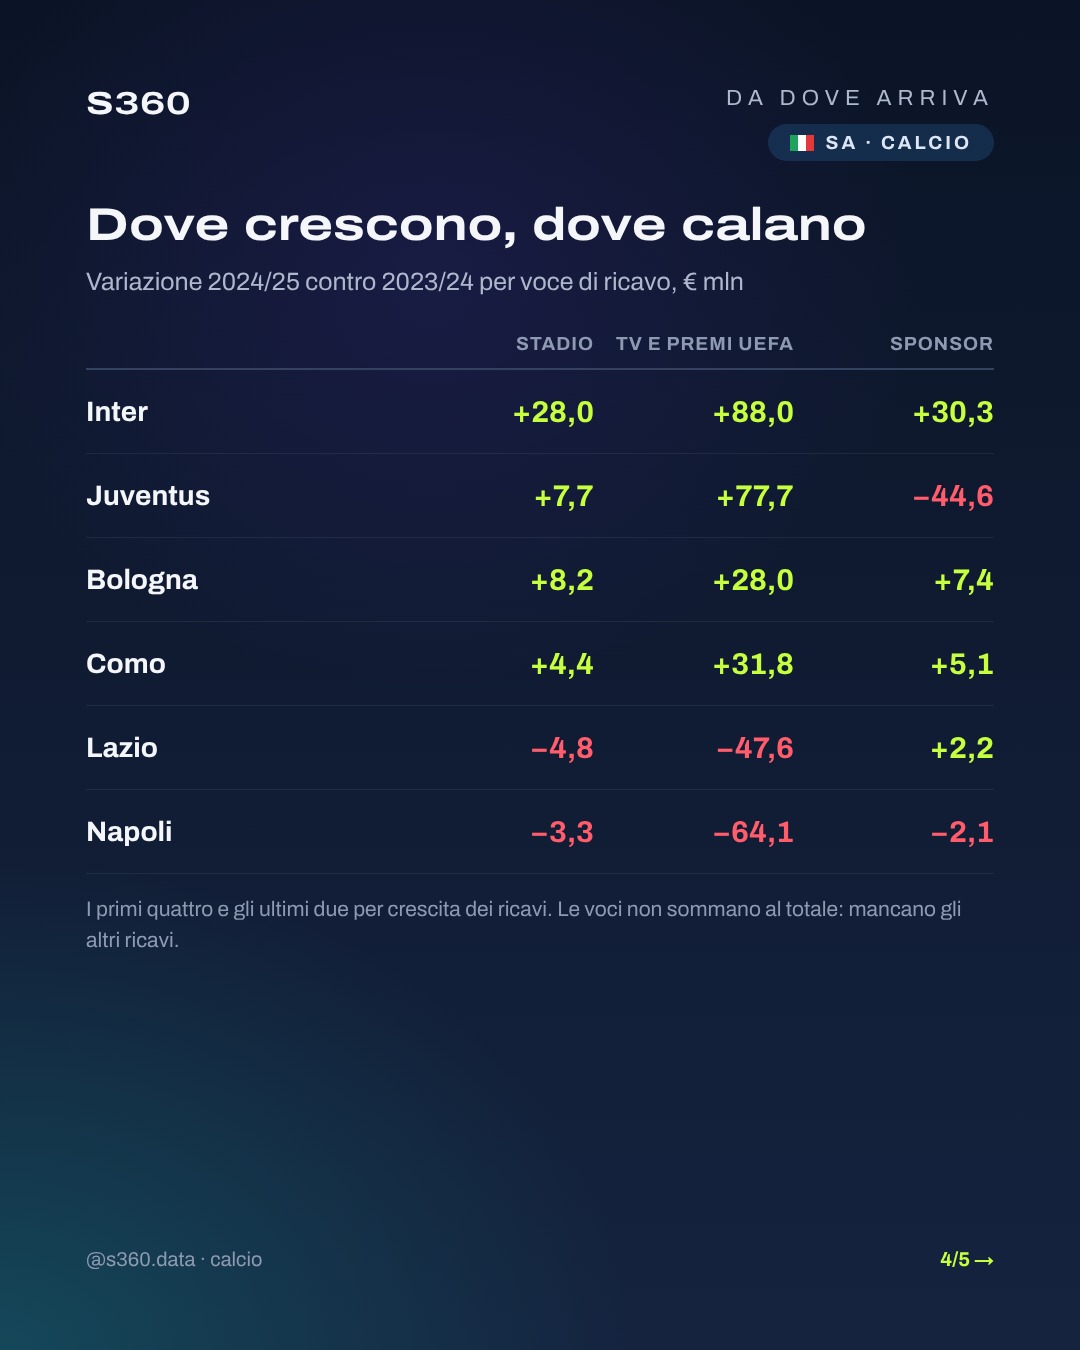 S360
DA DOVE ARRIVA
SA · CALCIO
Dove crescono, dove calano
Variazione 2024/25 contro 2023/24 per voce di ricavo, € mln
STADIO TV E PREMI UEFA SPONSOR
Inter +28,0 +88,0 +30,3
Juventus +7,7 +77,7 −44,6
Bologna +8,2 +28,0 +7,4
Como +4,4 +31,8 +5,1
Lazio −4,8 −47,6 +2,2
Napoli −3,3 −64,1 −2,1
I primi quattro e gli ultimi due per crescita dei ricavi. Le voci non sommano al totale: mancano gli
altri ricavi.
@s360.data · calcio
4/5 →